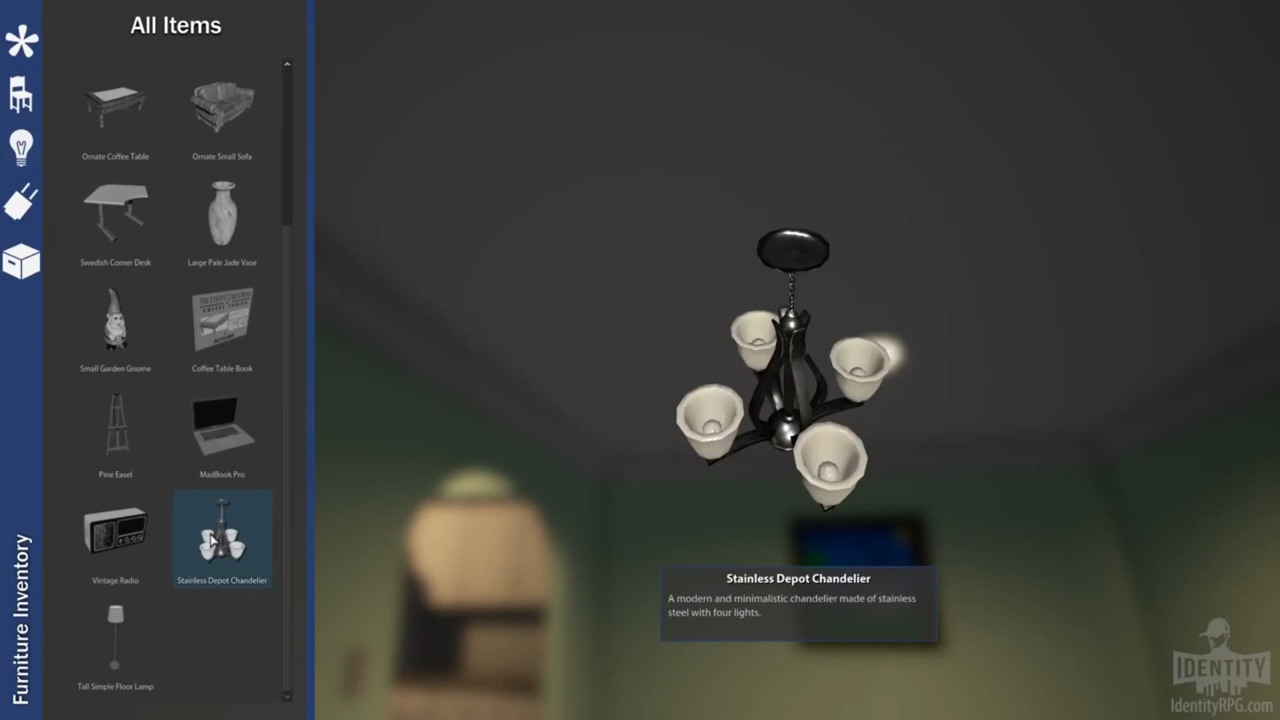 All Items
Ornate Coffee Table
Ornate Small Sofa
Swedish Corner Desk
Large Pale Jade Vase
Small Garden Gnome
Coffee Table Book
Pine Easel
MadBook Pro
Vintage Radio
Stainless Depot Chandelier
Tall Simple Floor Lamp
Furniture Inventory
Stainless Depot Chandelier
A modern and minimalistic chandelier made of stainless
steel with four lights.
IDENTITY
IdentityRPG.com